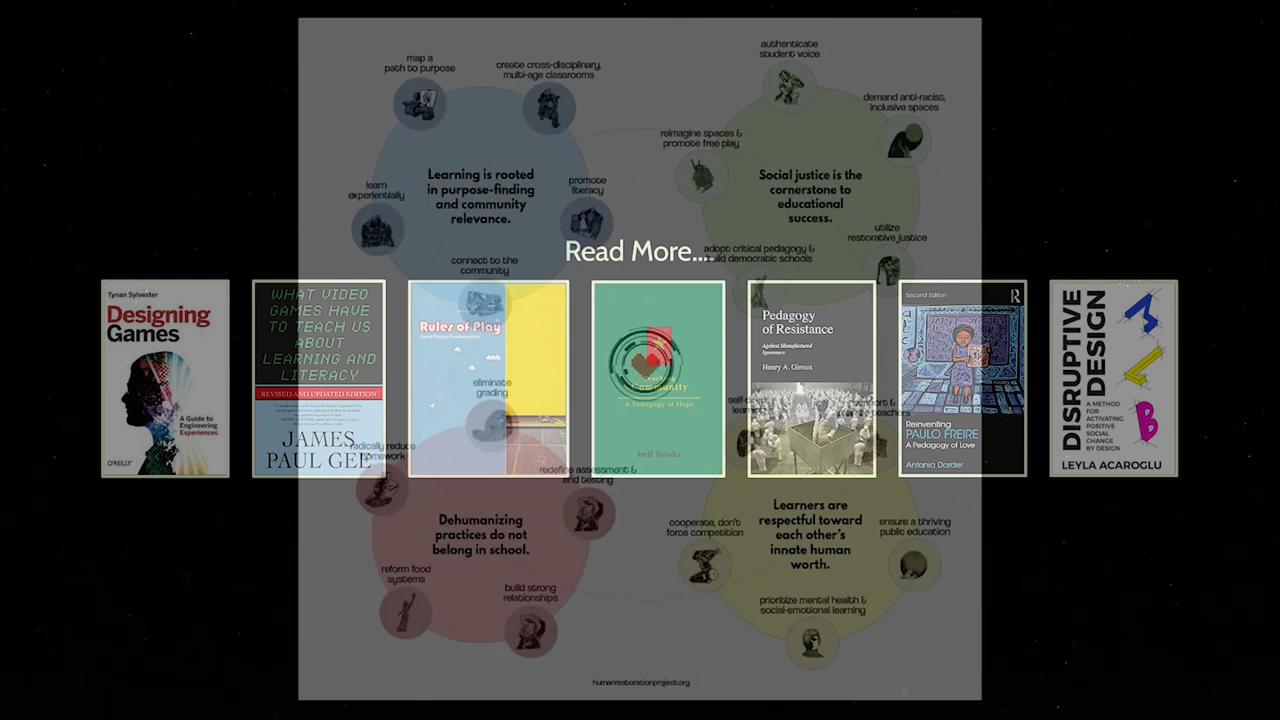 map a
path to purpose
create cross-disciplinary,
multi-age classrooms
learn
experientially
promote
literacy
Learning is rooted
in purpose-finding
and community
relevance.
connect to the
community
authenticate
student voice
demand anti-racist,
inclusive spaces
reimagine spaces &
promote free play
Social justice is the
cornerstone to
educational
success.
utilize
restorative justice
adopt critical pedagogy &
build democratic schools
Read More...
Tynan Sylvester
Designing
Games
A Guide to
Engineering
Experiences
O'REILLY
WHAT VIDEO
GAMES HAVE
TO TEACH US
ABOUT
LEARNING AND
LITERACY
REVISED AND UPDATED EDITION
JAMES
PAUL GEE
Rules of Play
Game Design Fundamentals
Teaching
Community
A Pedagogy of Hope
bell hooks
Pedagogy
of Resistance
Against Manufactured
Ignorance
Henry A. Giroux
Second Edition
R
Reinventing
PAULO FREIRE
A Pedagogy of Love
Antonia Darder
DISRUPTIVE
DESIGN
A METHOD
FOR
ACTIVATING
POSITIVE
SOCIAL
CHANGE
BY DESIGN
LEYLA ACAROGLU
eliminate
grading
radically reduce
homework
redefine assessment &
end testing
Dehumanizing
practices do not
belong in school.
reform food
systems
build strong
relationships
Learners are
respectful toward
each other's
innate human
worth.
cooperate, don't
force competition
ensure a thriving
public education
prioritize mental health &
social-emotional learning
humanrestorationproject.org